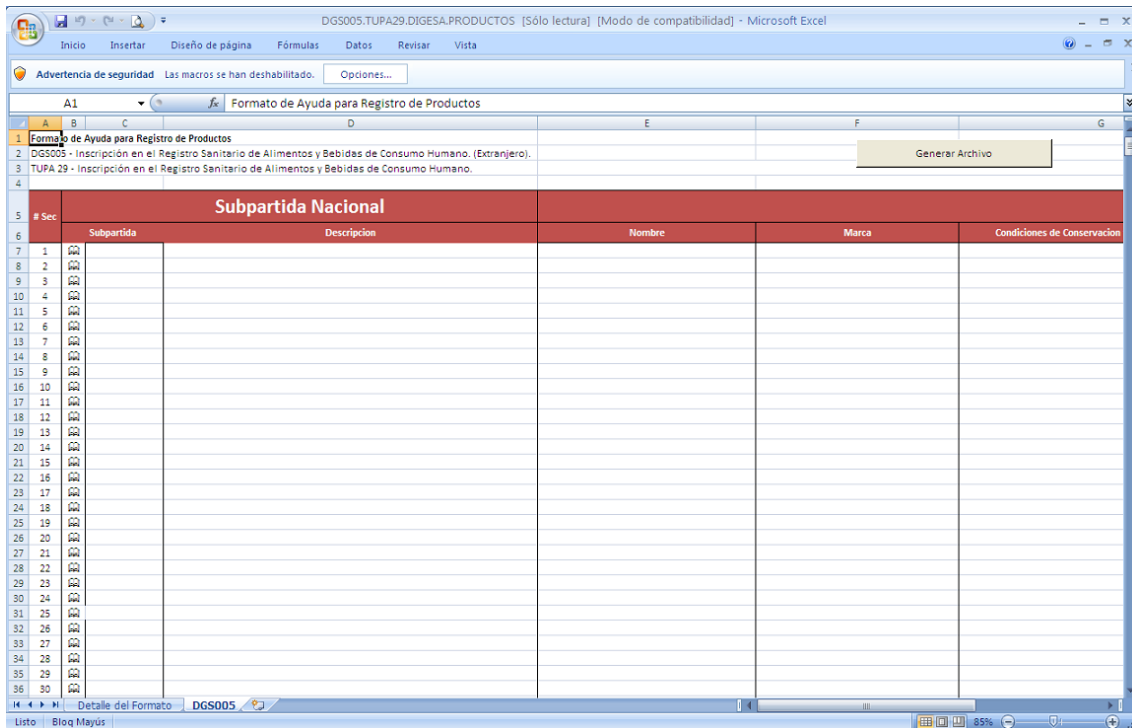 DGS005.TUPA29.DIGESA.PRODUCTOS [Sólo lectura] [Modo de compatibilidad] - Microsoft Excel
Inicio Insertar Diseño de página Fórmulas Datos Revisar Vista
Advertencia de seguridad Las macros se han deshabilitado. Opciones...
A1 fx Formato de Ayuda para Registro de Productos
A B C D E F G
1 Formato de Ayuda para Registro de Productos
2 DGS005 - Inscripción en el Registro Sanitario de Alimentos y Bebidas de Consumo Humano. (Extranjero). Generar Archivo
3 TUPA 29 - Inscripción en el Registro Sanitario de Alimentos y Bebidas de Consumo Humano.
4
5 # Sec Subpartida Nacional
6 Subpartida Descripcion Nombre Marca Condiciones de Conservacion
7 1
8 2
9 3
10 4
11 5
12 6
13 7
14 8
15 9
16 10
17 11
18 12
19 13
20 14
21 15
22 16
23 17
24 18
25 19
26 20
27 21
28 22
29 23
30 24
31 25
32 26
33 27
34 28
35 29
36 30
Detalle del Formato DGS005
Listo Bloq Mayús 85%